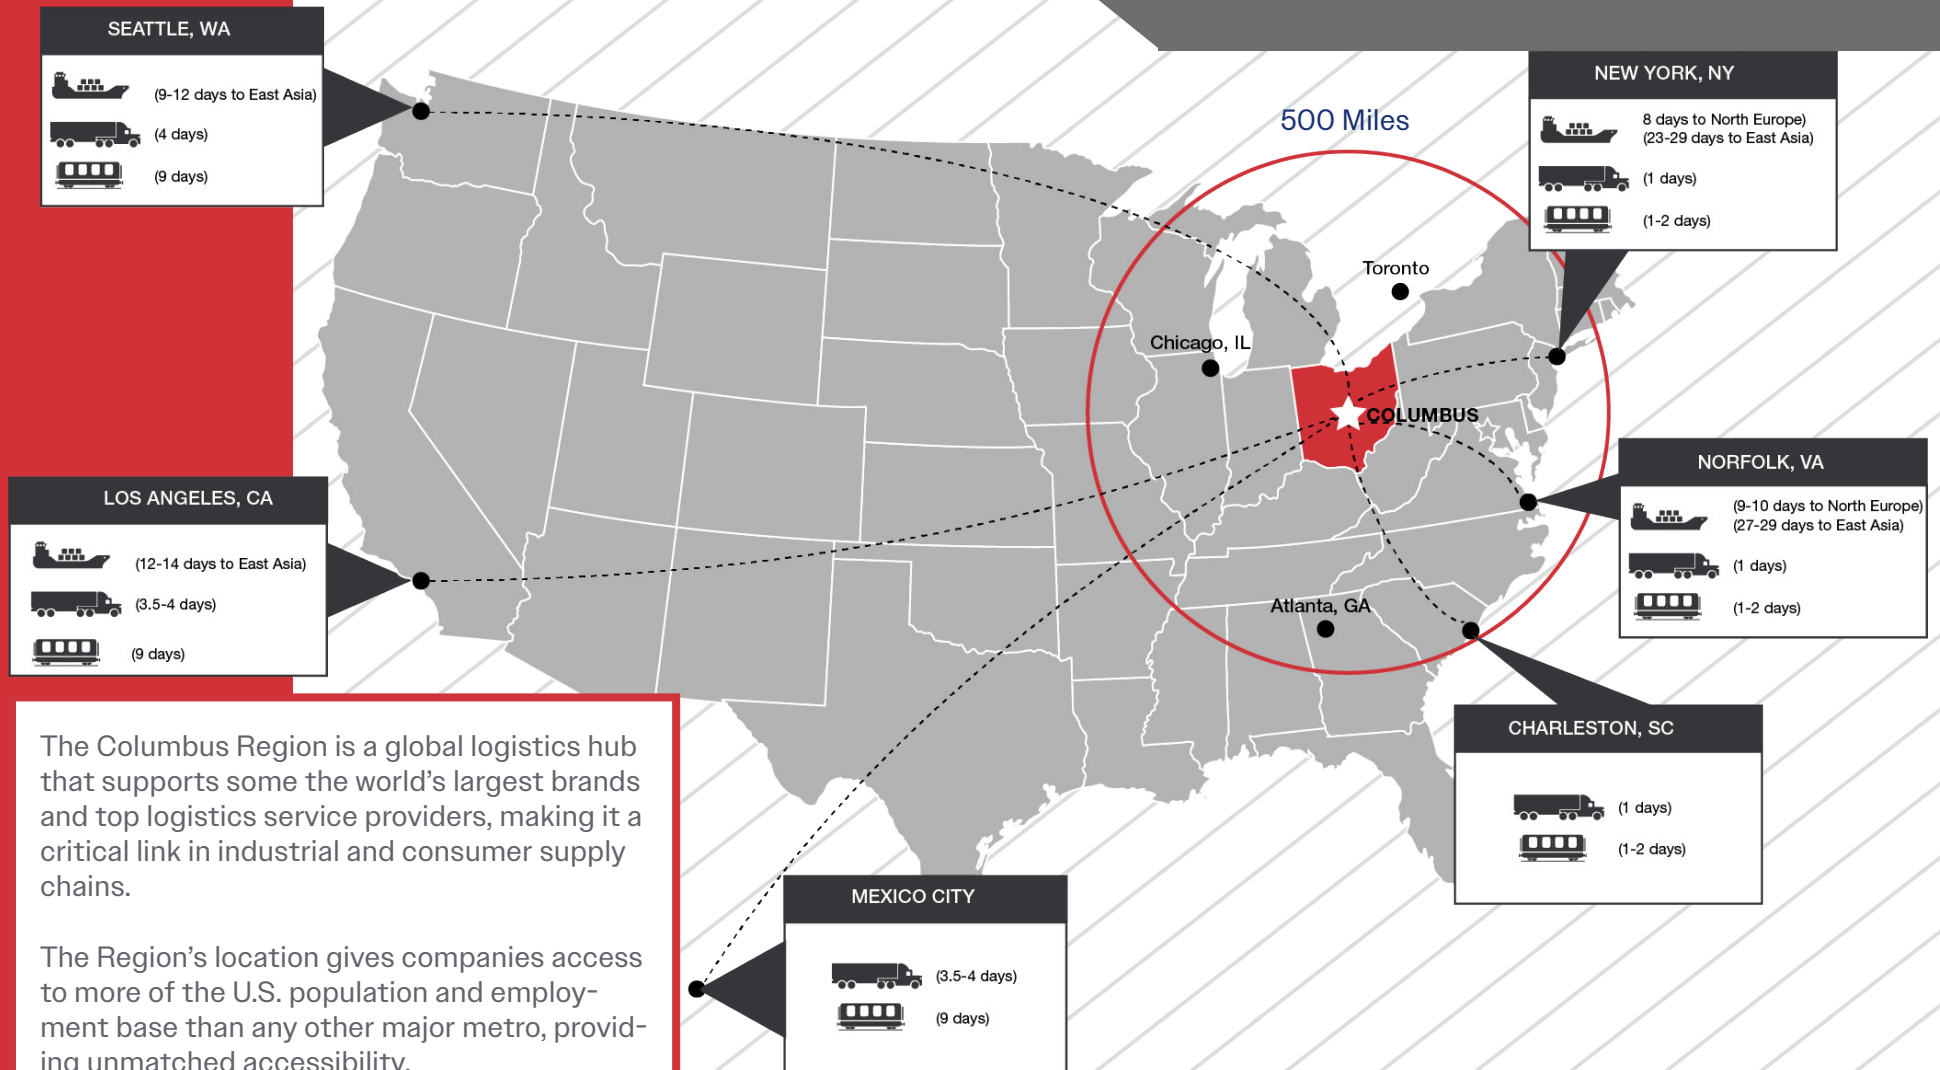 SEATTLE, WA
(9-12 days to East Asia)
(4 days)
(9 days)
500 Miles
NEW YORK, NY
8 days to North Europe)
(23-29 days to East Asia)
(1 days)
(1-2 days)
Toronto
Chicago, IL
COLUMBUS
NORFOLK, VA
(9-10 days to North Europe)
(27-29 days to East Asia)
(1 days)
(1-2 days)
LOS ANGELES, CA
(12-14 days to East Asia)
(3.5-4 days)
(9 days)
Atlanta, GA
CHARLESTON, SC
(1 days)
(1-2 days)
The Columbus Region is a global logistics hub
that supports some the world's largest brands
and top logistics service providers, making it a
critical link in industrial and consumer supply
chains.
The Region's location gives companies access
to more of the U.S. population and employ-
ment base than any other major metro, provid-
ing unmatched accessibility.
MEXICO CITY
(3.5-4 days)
(9 days)